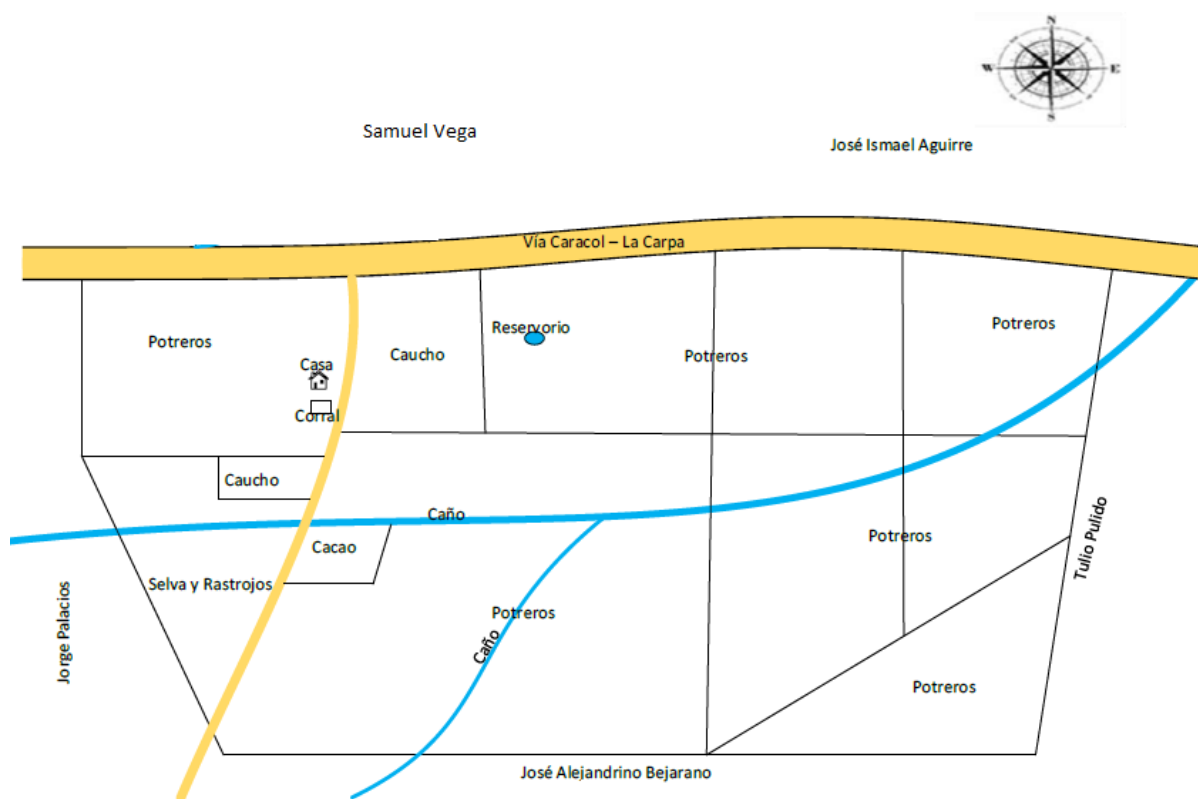 N
W
E
S
Samuel Vega
José Ismael Aguirre
Vía Caracol – La Carpa
Potreros
Reservorio
Potreros
Caucho
Potreros
Casa
Corral
Caucho
Caño
Potreros
Tulio Pulido
Cacao
Selva y Rastrojos
Jorge Palacios
Potreros
Caño
Potreros
José Alejandrino Bejarano